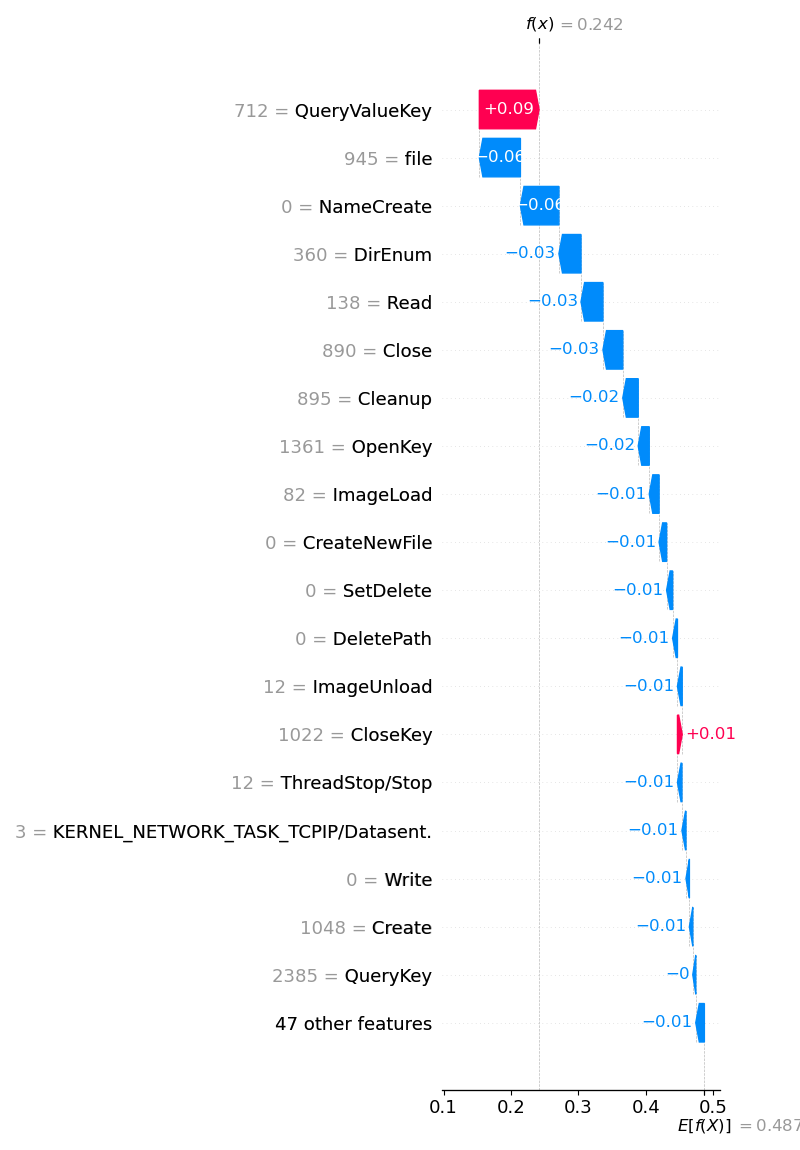 f(x) = 0.242
712 = QueryValueKey +0.09
945 = file −0.06
0 = NameCreate −0.06
360 = DirEnum −0.03
138 = Read −0.03
890 = Close −0.03
895 = Cleanup −0.02
1361 = OpenKey −0.02
82 = ImageLoad −0.01
0 = CreateNewFile −0.01
0 = SetDelete −0.01
0 = DeletePath −0.01
12 = ImageUnload −0.01
1022 = CloseKey +0.01
12 = ThreadStop/Stop −0.01
3 = KERNEL_NETWORK_TASK_TCPIP/Datasent. −0.01
0 = Write −0.01
1048 = Create −0.01
2385 = QueryKey −0
47 other features −0.01
0.1 0.2 0.3 0.4 0.5
E[f(X)] = 0.487